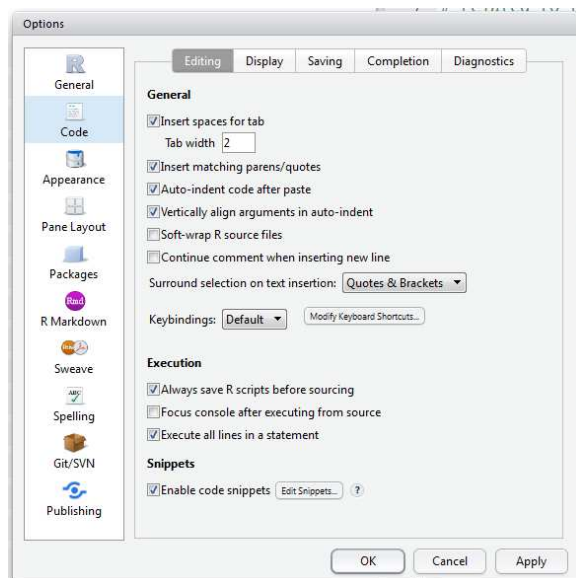 Options
General
Code
Appearance
Pane Layout
Packages
Rmd
R Markdown
Sweave
ABC
Spelling
Git/SVN
Publishing
Editing Display Saving Completion Diagnostics
General
Insert spaces for tab
Tab width 2
Insert matching parens/quotes
Auto-indent code after paste
Vertically align arguments in auto-indent
Soft-wrap R source files
Continue comment when inserting new line
Surround selection on text insertion: Quotes & Brackets
Keybindings: Default Modify Keyboard Shortcuts...
Execution
Always save R scripts before sourcing
Focus console after executing from source
Execute all lines in a statement
Snippets
Enable code snippets Edit Snippets... ?
OK Cancel Apply